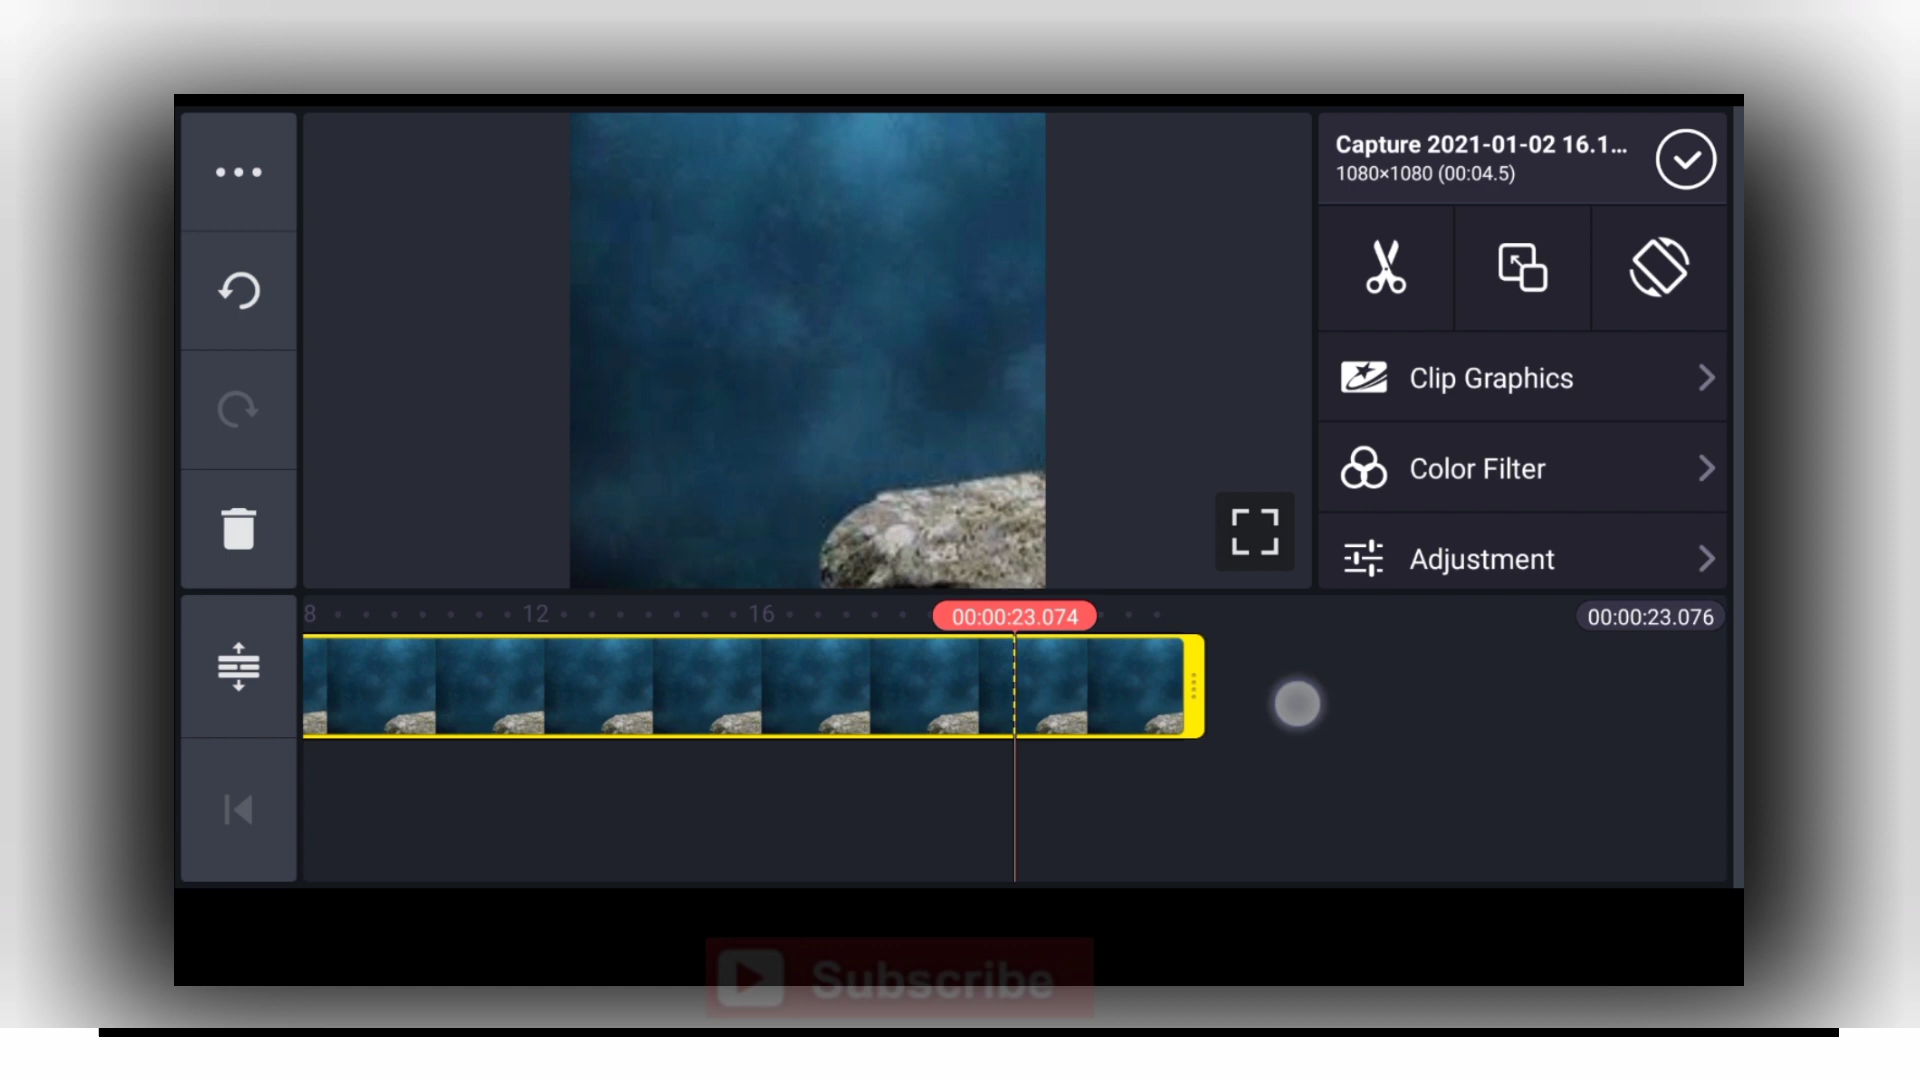 Capture 2021-01-02 16.1...
1080×1080 (00:04.5)
Clip Graphics
Color Filter
Adjustment
8 12 16 00:00:23.074 00:00:23.076
Subscribe